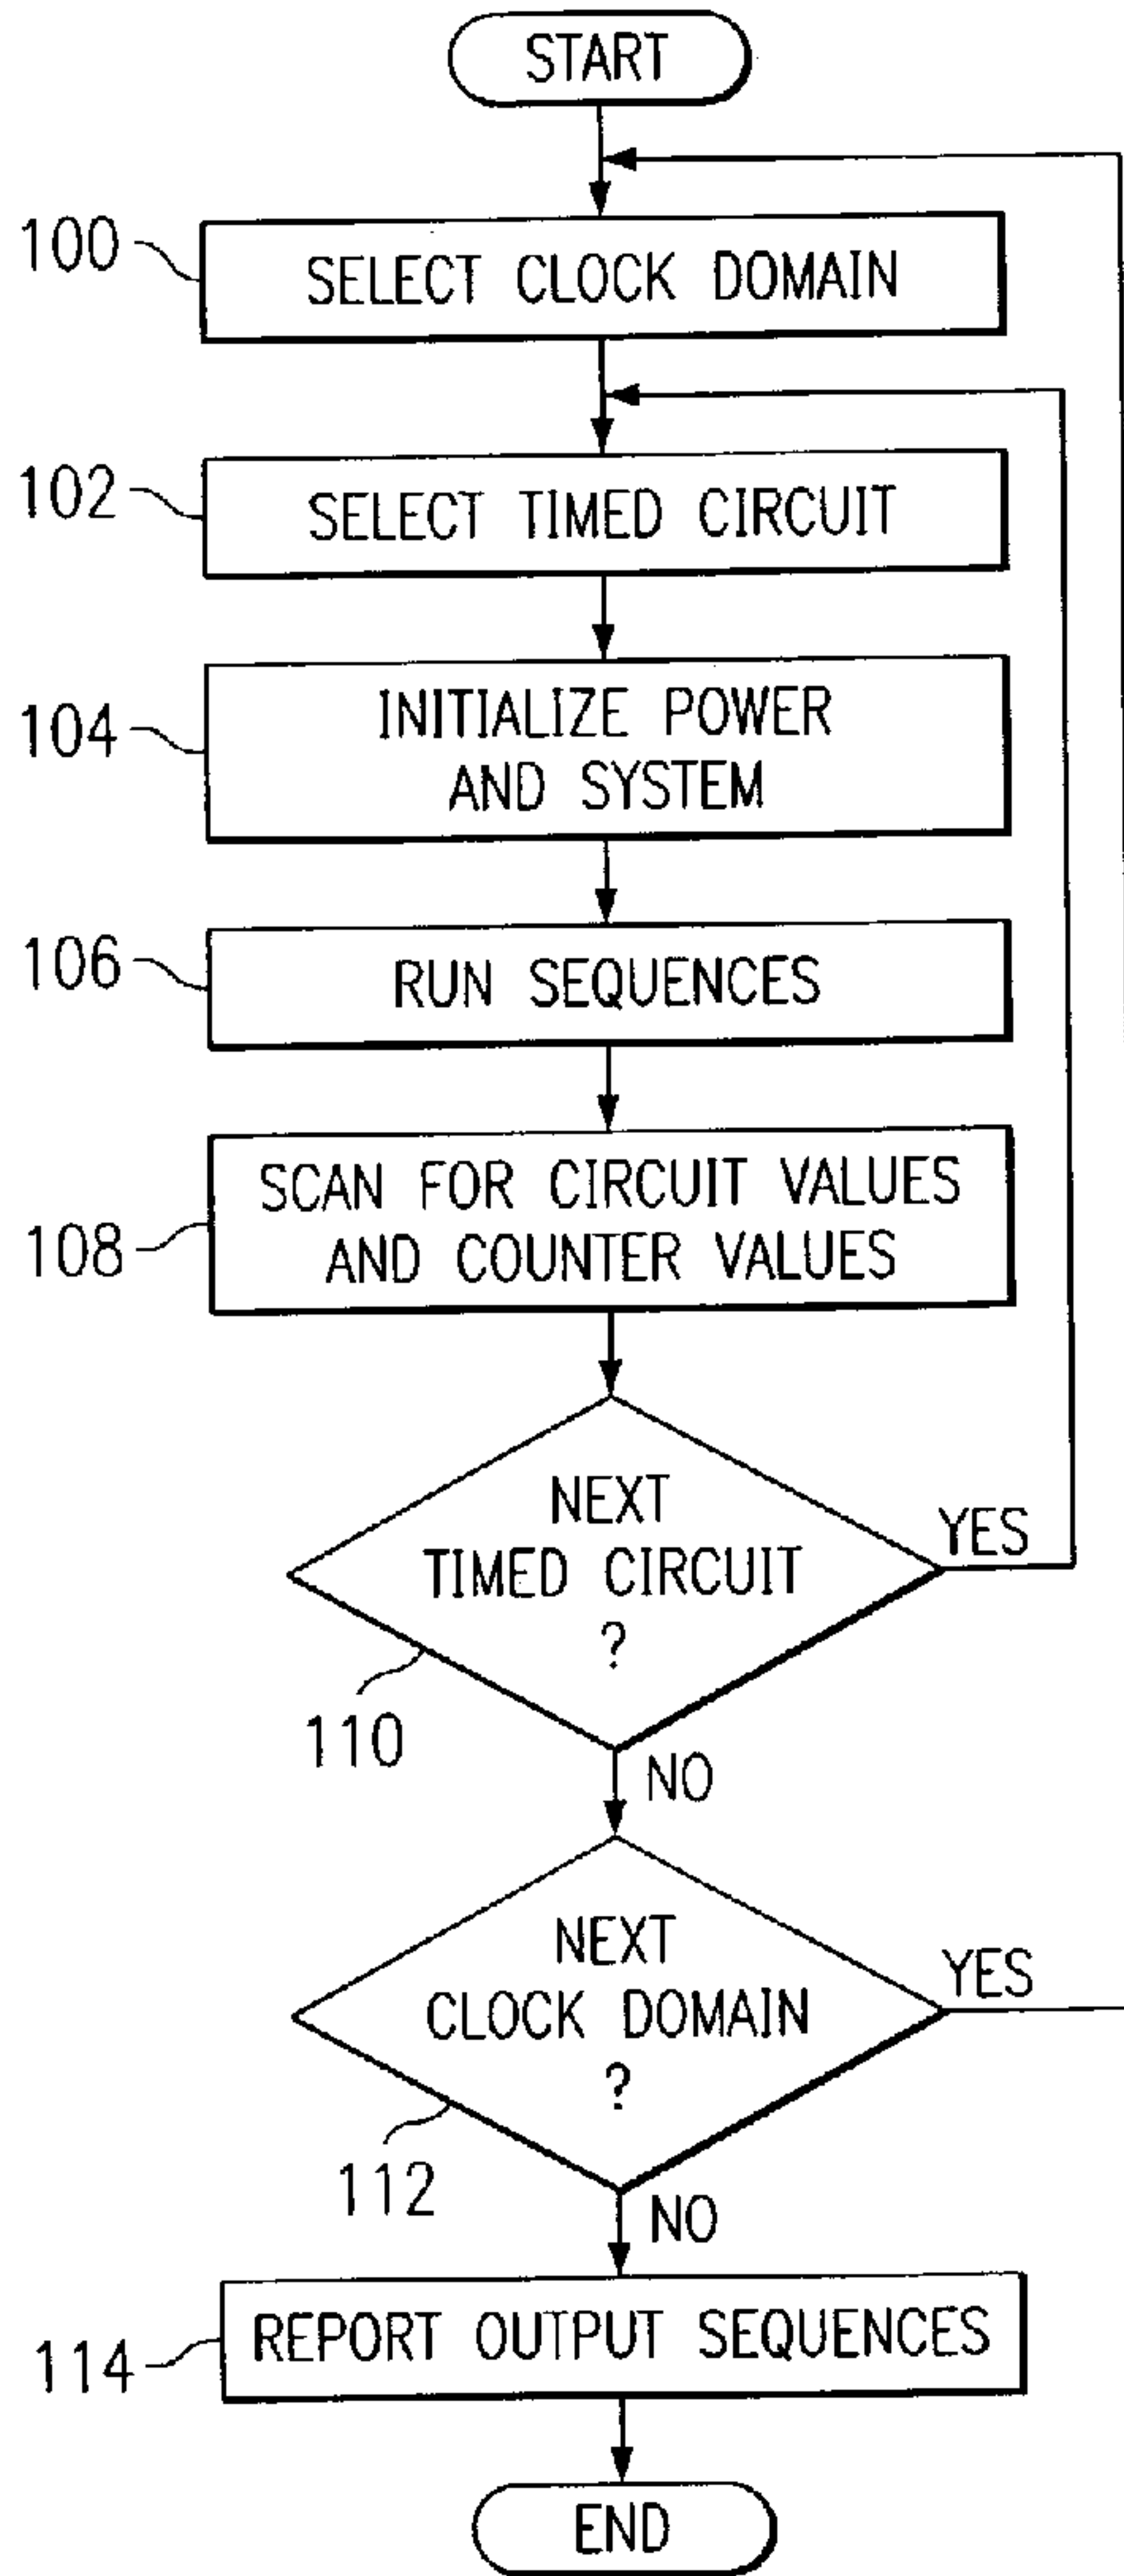 START
100
SELECT CLOCK DOMAIN
102
SELECT TIMED CIRCUIT
104
INITIALIZE POWER
AND SYSTEM
106
RUN SEQUENCES
108
SCAN FOR CIRCUIT VALUES
AND COUNTER VALUES
NEXT
TIMED CIRCUIT
?
YES
110
NO
NEXT
CLOCK DOMAIN
?
YES
112
NO
114
REPORT OUTPUT SEQUENCES
END